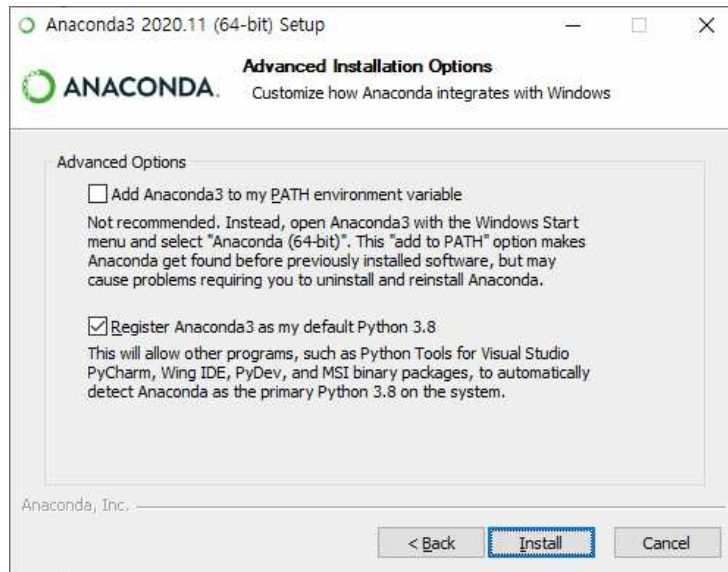 Anaconda3 2020.11 (64-bit) Setup
ANACONDA.
Advanced Installation Options
Customize how Anaconda integrates with Windows
Advanced Options
Add Anaconda3 to my PATH environment variable
Not recommended. Instead, open Anaconda3 with the Windows Start
menu and select "Anaconda (64-bit)". This "add to PATH" option makes
Anaconda get found before previously installed software, but may
cause problems requiring you to uninstall and reinstall Anaconda.
Register Anaconda3 as my default Python 3.8
This will allow other programs, such as Python Tools for Visual Studio
PyCharm, Wing IDE, PyDev, and MSI binary packages, to automatically
detect Anaconda as the primary Python 3.8 on the system.
Anaconda, Inc.
< Back
Install
Cancel